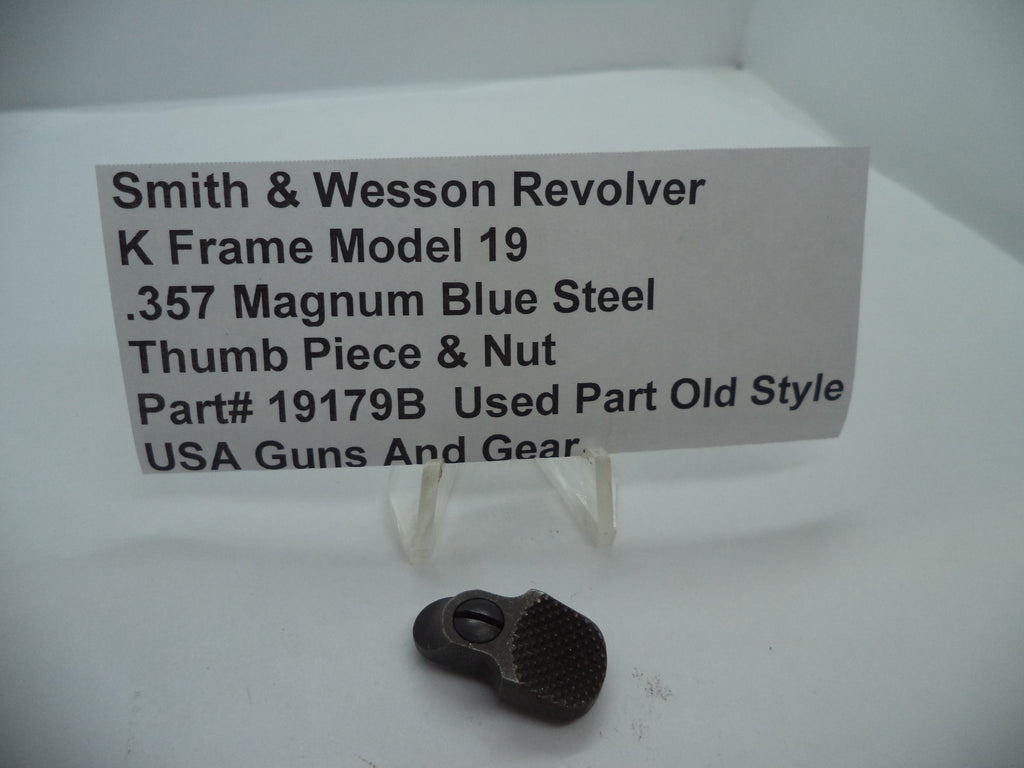 Smith & Wesson Revolver
K Frame Model 19
.357 Magnum Blue Steel
Thumb Piece & Nut
Part# 19179B  Used Part Old Style
USA Guns And Gear